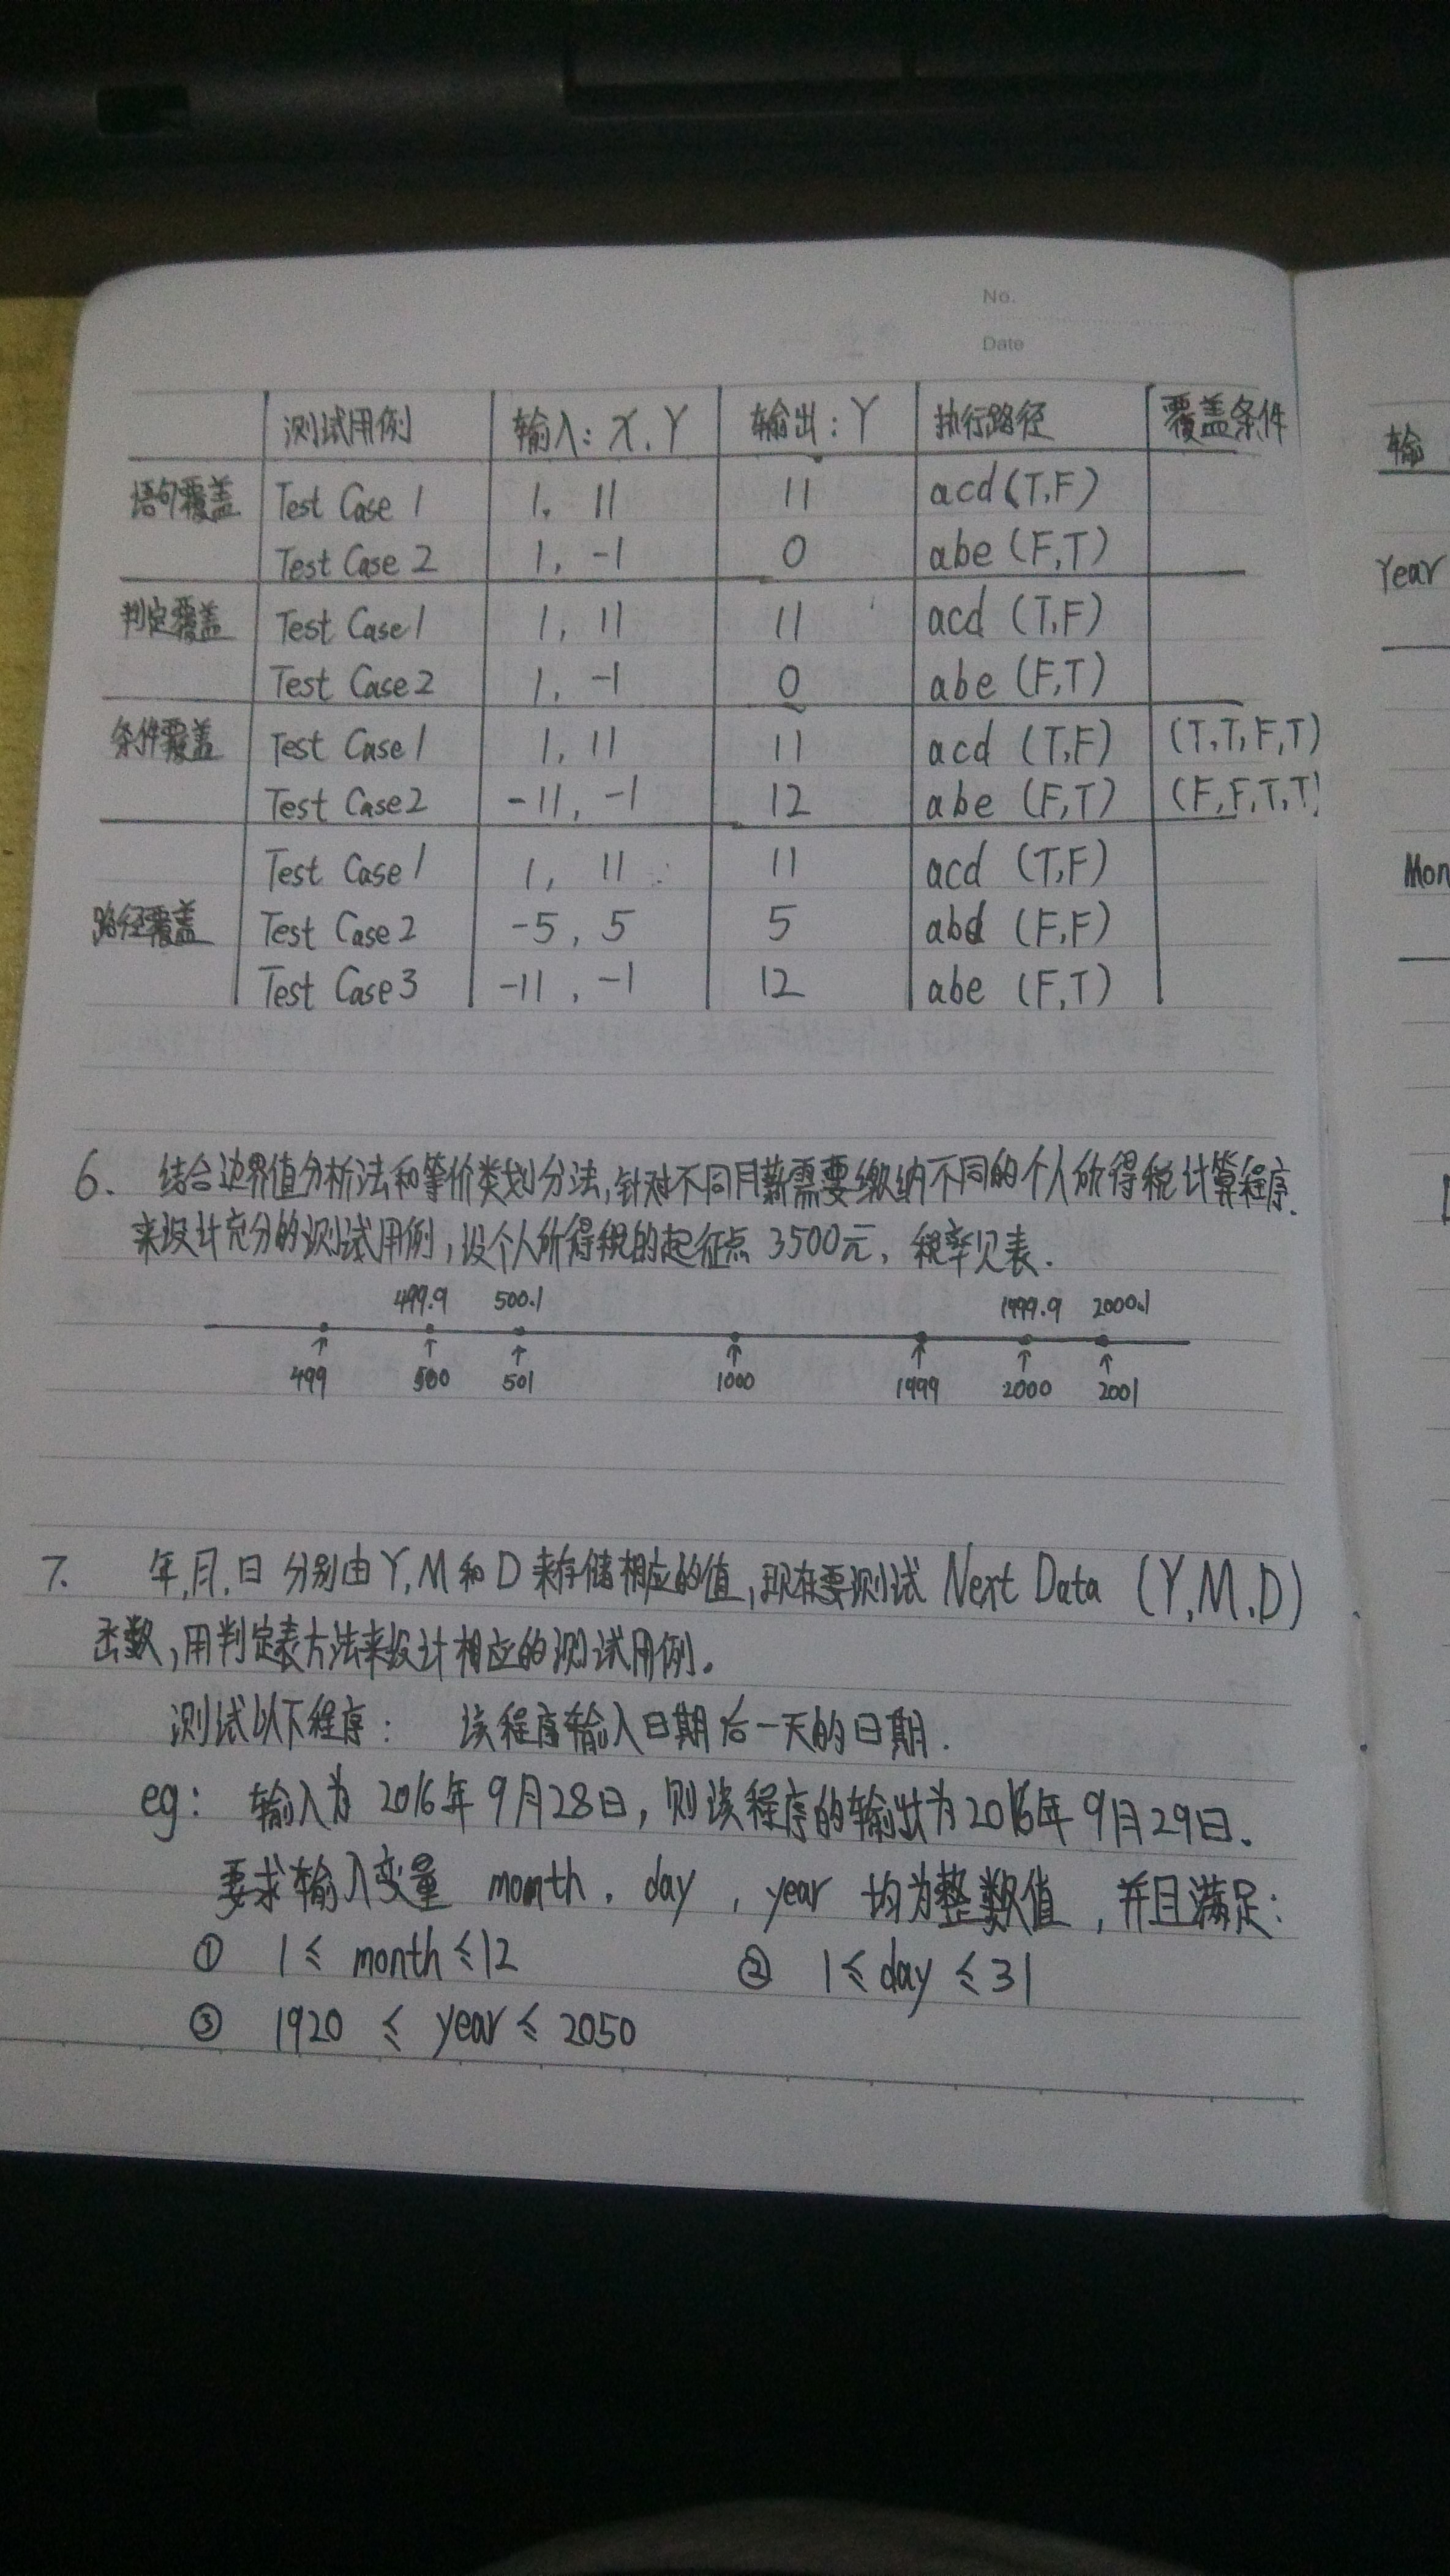 No.
Date
测试用例 输入: X, Y 输出: Y 执行路径 覆盖条件
语句覆盖 Test Case 1 1, 11 11 acd (T,F)
Test Case 2 1, -1 0 abe (F,T)
判定覆盖 Test Case 1 1, 11 11 acd (T,F)
Test Case 2 1, -1 0 abe (F,T)
条件覆盖 Test Case 1 1, 11 11 acd (T,F) (T,T,F,T)
Test Case 2 -11, -1 12 abe (F,T) (F,F,T,T)
Test Case 1 1, 11 11 acd (T,F)
路径覆盖 Test Case 2 -5, 5 5 abd (F,F)
Test Case 3 -11, -1 12 abe (F,T)
6. 结合边界值分析法和等价类划分法,针对不同月薪需要缴纳不同的个人所得税计算程序.
来设计充分的测试用例,设个人所得税的起征点 3500元, 税率见表.
499.9 500.1 1999.9 2000.1
499 500 501 1000 1999 2000 2001
7. 年,月,日 分别由Y,M和D来存储相应的值,现在要测试 Next Data (Y,M,D)
函数,用判定表方法来设计相应的测试用例。
测试以下程序: 该程序输入日期后一天的日期.
eg: 输入为 2016年9月28日, 则该程序的输出为2016年9月29日.
要求输入变量 month, day, year 均为整数值, 并且满足:
① 1≤ month ≤12 ② 1≤ day ≤31
③ 1920 ≤ year ≤ 2050
输
Year
Mon